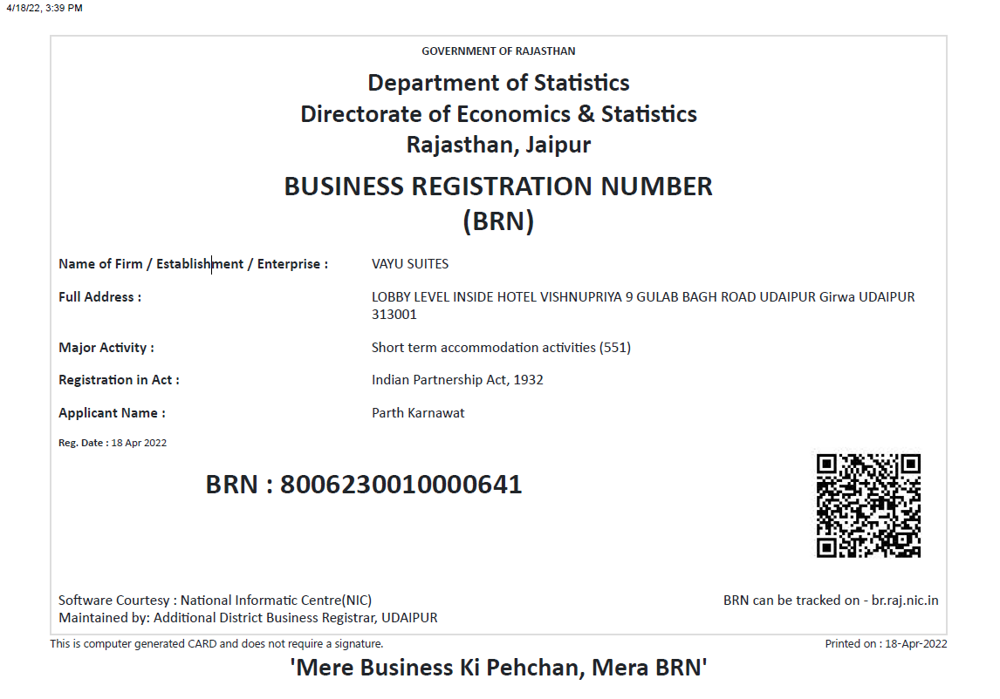 4/18/22, 3:39 PM
GOVERNMENT OF RAJASTHAN
Department of Statistics
Directorate of Economics & Statistics
Rajasthan, Jaipur
BUSINESS REGISTRATION NUMBER
(BRN)
Name of Firm / Establishment / Enterprise : VAYU SUITES
Full Address : LOBBY LEVEL INSIDE HOTEL VISHNUPRIYA 9 GULAB BAGH ROAD UDAIPUR Girwa UDAIPUR
313001
Major Activity : Short term accommodation activities (551)
Registration in Act : Indian Partnership Act, 1932
Applicant Name : Parth Karnawat
Reg. Date : 18 Apr 2022
BRN : 8006230010000641
Software Courtesy : National Informatic Centre(NIC) BRN can be tracked on - br.raj.nic.in
Maintained by: Additional District Business Registrar, UDAIPUR
This is computer generated CARD and does not require a signature. Printed on : 18-Apr-2022
'Mere Business Ki Pehchan, Mera BRN'